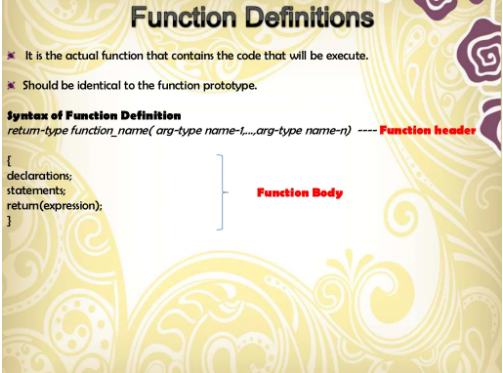 Function Definitions
It is the actual function that contains the code that will be execute.
Should be identical to the function prototype.
Syntax of Function Definition
return-type function_name( arg-type name-1,...,arg-type name-n) ---- Function header
{
declarations;
statements;
return(expression);
}
Function Body